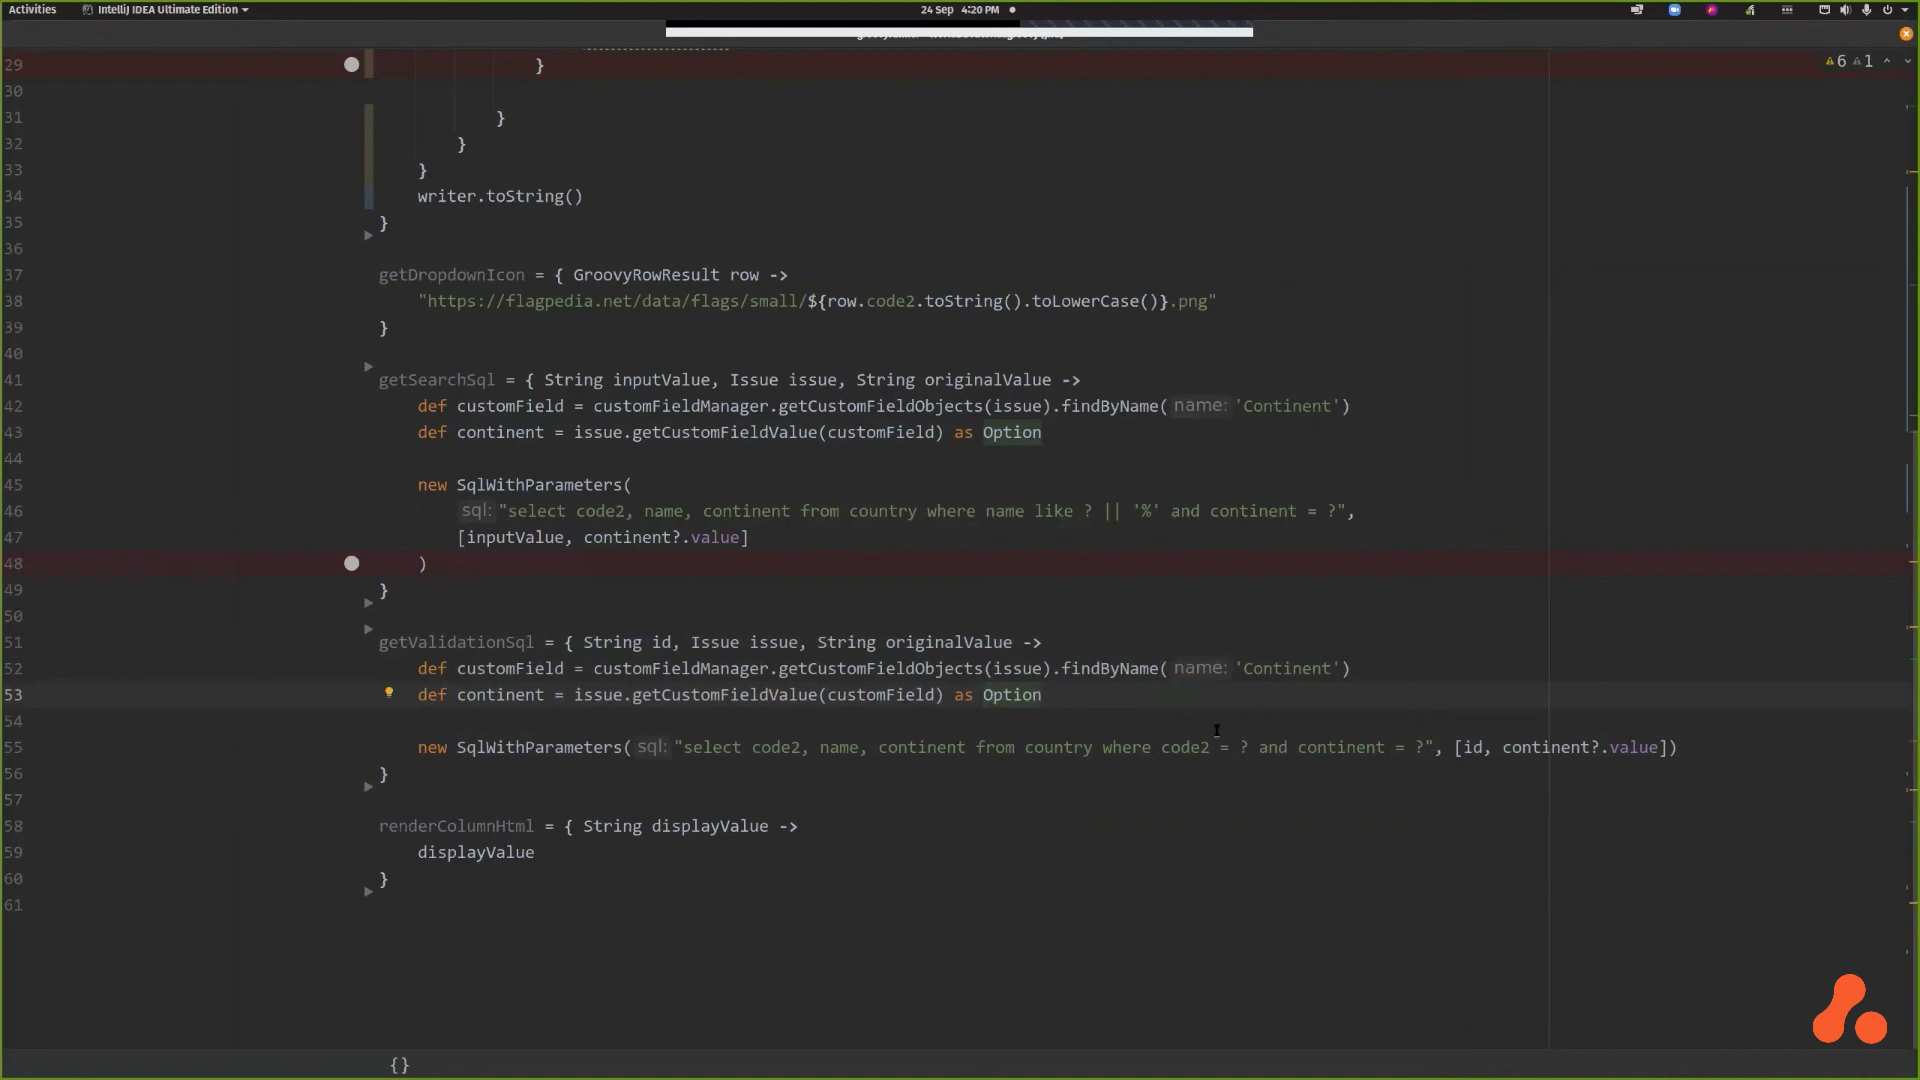 Activities IntelliJ IDEA Ultimate Edition 24 Sep 4:20 PM
29 } 6 1
30
31 }
32 }
33 }
34 writer.toString()
35 }
36
37 getDropdownIcon = { GroovyRowResult row ->
38 "https://flagpedia.net/data/flags/small/${row.code2.toString().toLowerCase()}.png"
39 }
40
41 getSearchSql = { String inputValue, Issue issue, String originalValue ->
42 def customField = customFieldManager.getCustomFieldObjects(issue).findByName( name: 'Continent')
43 def continent = issue.getCustomFieldValue(customField) as Option
44
45 new SqlWithParameters(
46 sql: "select code2, name, continent from country where name like ? || '%' and continent = ?",
47 [inputValue, continent?.value]
48 )
49 }
50
51 getValidationSql = { String id, Issue issue, String originalValue ->
52 def customField = customFieldManager.getCustomFieldObjects(issue).findByName( name: 'Continent')
53 def continent = issue.getCustomFieldValue(customField) as Option
54
55 new SqlWithParameters( sql: "select code2, name, continent from country where code2 = ? and continent = ?", [id, continent?.value])
56 }
57
58 renderColumnHtml = { String displayValue ->
59 displayValue
60 }
61
{}